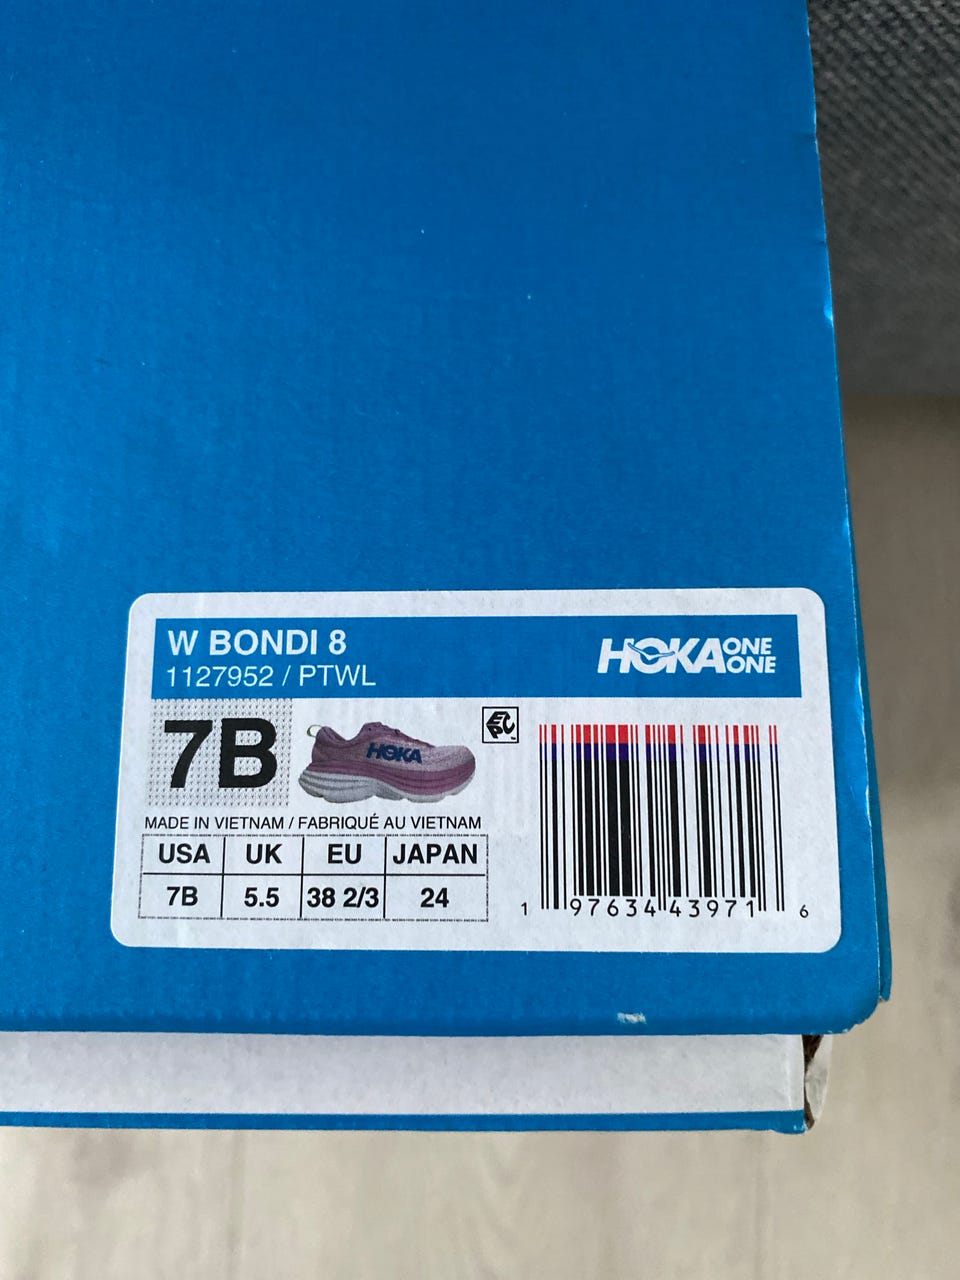 W BONDI 8
1127952 / PTWL
HOKA ONE ONE
7B
HOKA
EPC
MADE IN VIETNAM / FABRIQUÉ AU VIETNAM
USA UK EU JAPAN
7B 5.5 38 2/3 24
1 97634 43971 6